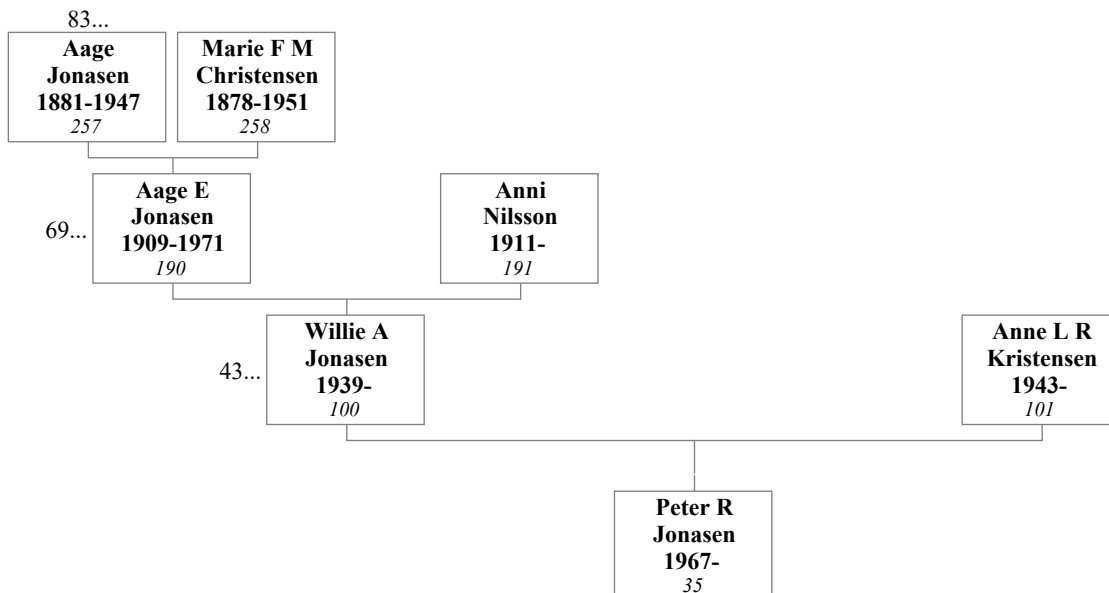 83...
Aage
Jonasen
1881-1947
257
Marie F M
Christensen
1878-1951
258
69...
Aage E
Jonasen
1909-1971
190
Anni
Nilsson
1911-
191
43...
Willie A
Jonasen
1939-
100
Anne L R
Kristensen
1943-
101
Peter R
Jonasen
1967-
35